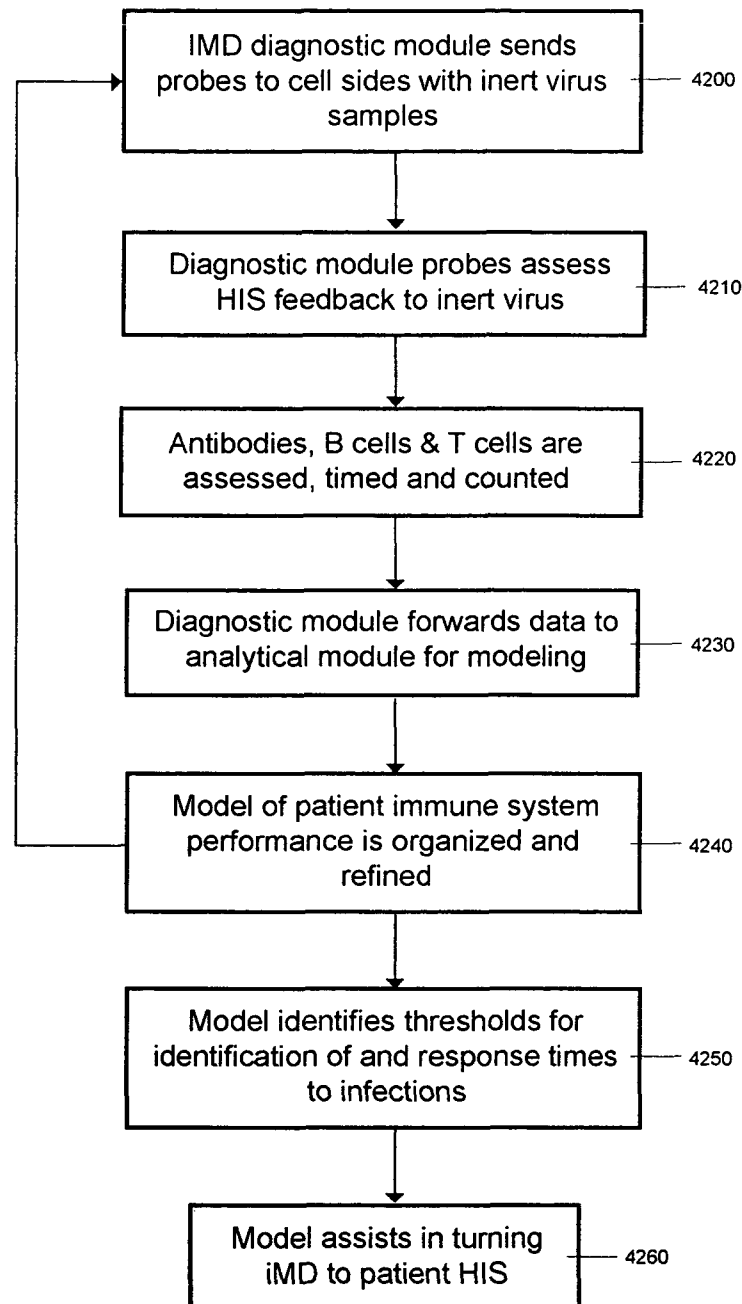 IMD diagnostic module sends
probes to cell sides with inert virus
samples
4200
Diagnostic module probes assess
HIS feedback to inert virus
4210
Antibodies, B cells & T cells are
assessed, timed and counted
4220
Diagnostic module forwards data to
analytical module for modeling
4230
Model of patient immune system
performance is organized and
refined
4240
Model identifies thresholds for
identification of and response times
to infections
4250
Model assists in turning
iMD to patient HIS
4260